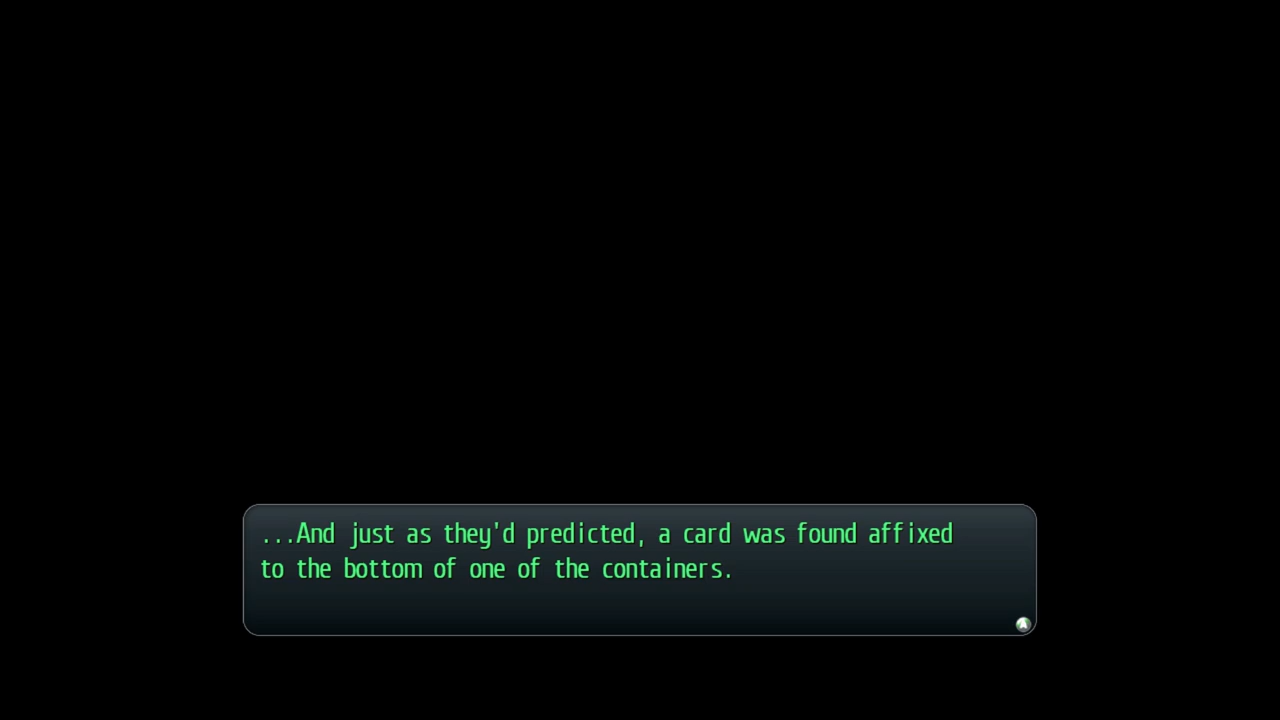 ...And just as they'd predicted, a card was found affixed
to the bottom of one of the containers.